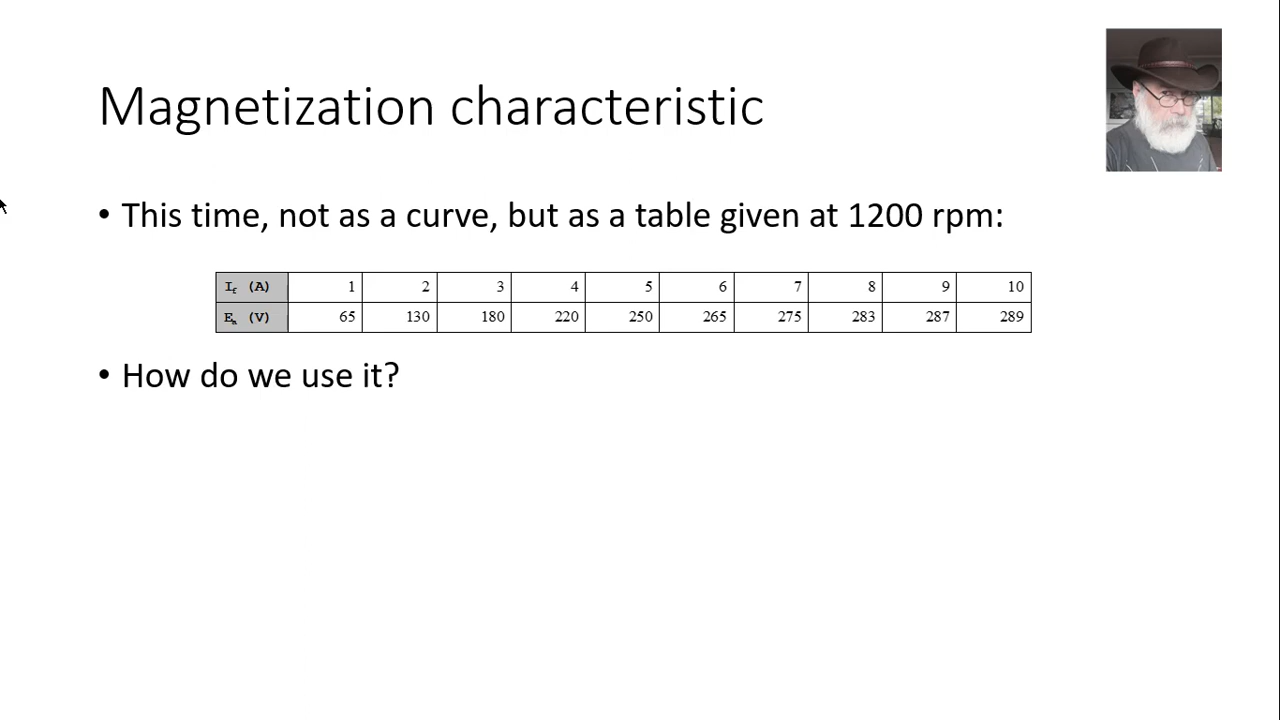 Magnetization characteristic
• This time, not as a curve, but as a table given at 1200 rpm:
If (A) 1 2 3 4 5 6 7 8 9 10
Ea (V) 65 130 180 220 250 265 275 283 287 289
• How do we use it?